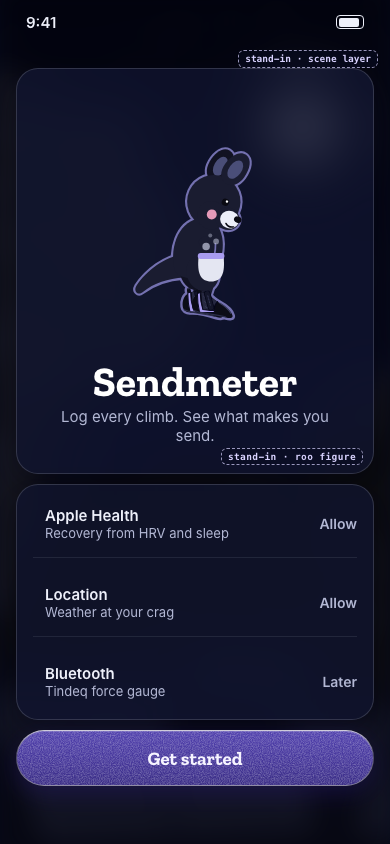 9:41
stand-in · scene layer
Sendmeter
Log every climb. See what makes you
send.
stand-in · roo figure
Apple Health
Recovery from HRV and sleep
Allow
Location
Weather at your crag
Allow
Bluetooth
Tindeq force gauge
Later
Get started